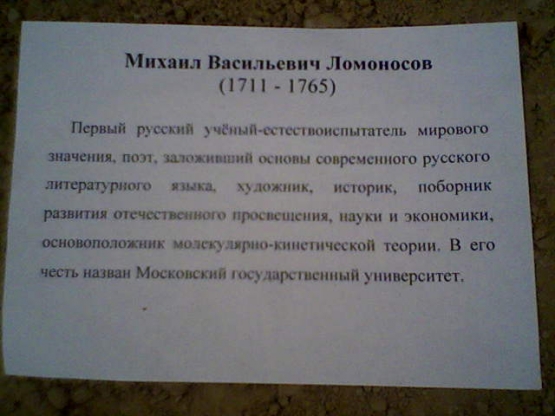 Михаил Васильевич Ломоносов
(1711 - 1765)
Первый русский учёный-естествоиспытатель мирового
значения, поэт, заложивший основы современного русского
литературного языка, художник, историк, поборник
развития отечественного просвещения, науки и экономики,
основоположник молекулярно-кинетической теории. В его
честь назван Московский государственный университет.